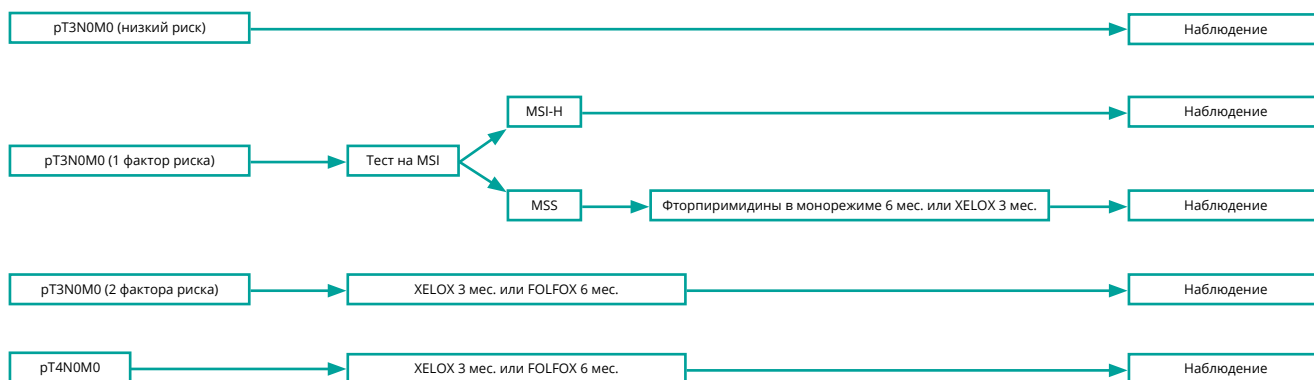 pT3N0M0 (низкий риск)
Наблюдение
MSI-H
Наблюдение
pT3N0M0 (1 фактор риска)
Тест на MSI
MSS
Фторпиримидины в монорежиме 6 мес. или XELOX 3 мес.
Наблюдение
pT3N0M0 (2 фактора риска)
XELOX 3 мес. или FOLFOX 6 мес.
Наблюдение
pT4N0M0
XELOX 3 мес. или FOLFOX 6 мес.
Наблюдение